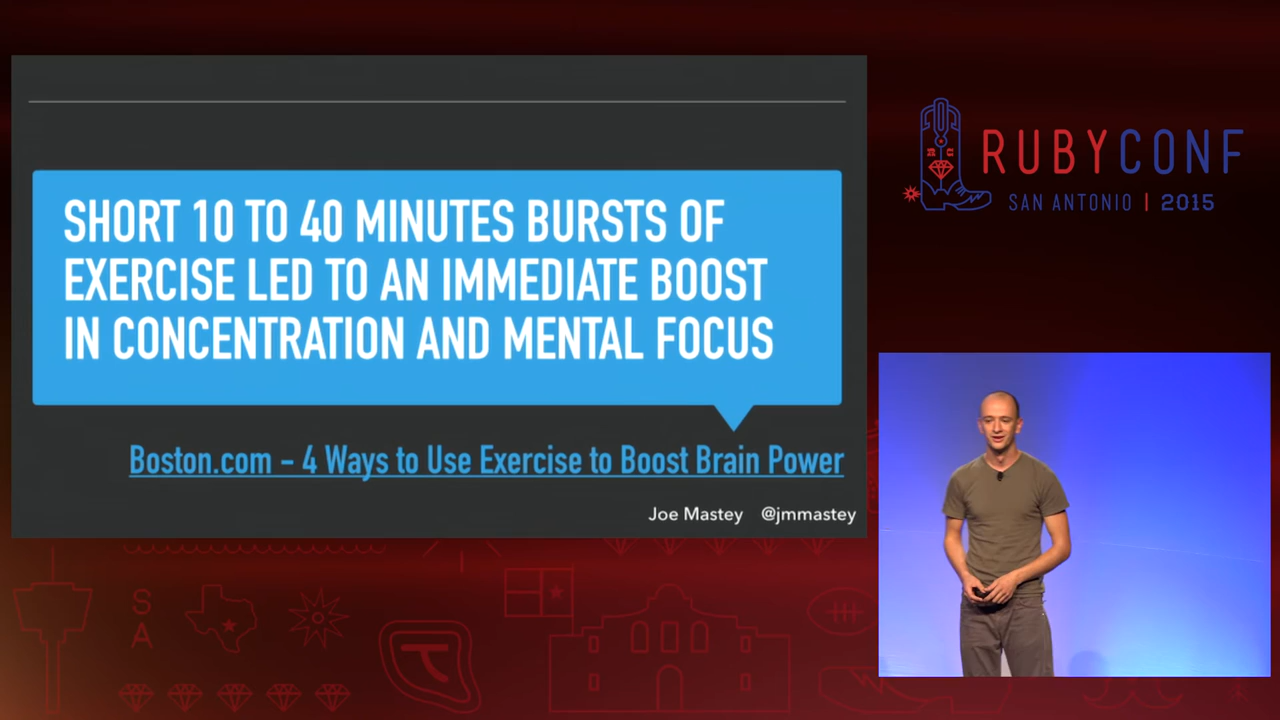 SHORT 10 TO 40 MINUTES BURSTS OF
EXERCISE LED TO AN IMMEDIATE BOOST
IN CONCENTRATION AND MENTAL FOCUS
Boston.com - 4 Ways to Use Exercise to Boost Brain Power
Joe Mastey @jmmastey
RUBYCONF
SAN ANTONIO | 2015
S
A